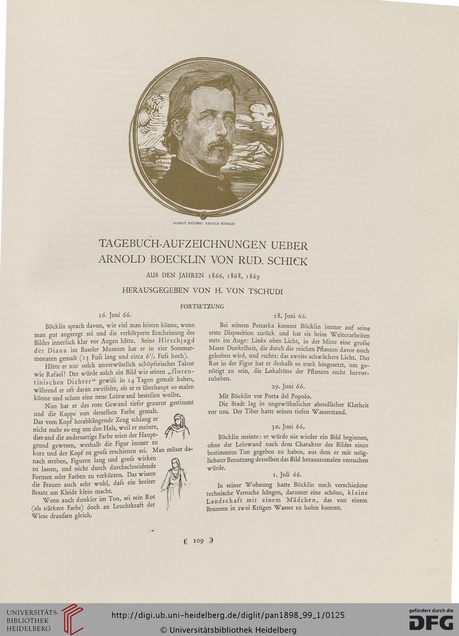 TAGEBUCH-AUFZEICHNUNGEN UEBER
ARNOLD BOECKLIN VON RUD. SCHICK
AUS DEN JAHREN 1866, 1868, 1869
HERAUSGEGEBEN VON H. VON TSCHUDI
FORTSETZUNG
26. Juni 66.
Böcklin sprach davon, wie viel man leisten könne, wenn
man gut angeregt sei und die verkörperte Erscheinung des
Bildes innerlich klar vor Augen hätte. Seine Hirschjagd
der Diana im Baseler Museum hat er in vier Sommer-
monaten gemalt (13 Fuß lang und circa 6½ Fuß hoch).
Hätte er nur solch unverwüstlich schöpferisches Talent
wie Rafael! Der würde solch ein Bild wie seinen „floren-
tinischen Dichter“ gewiß in 14 Tagen gemalt haben,
während er oft daran zweifelte, ob er es überhaupt so malen
könne und schon eine neue Leinwand bestellen wollte.
Nun hat er das rote Gewand tiefer granrot gestimmt
und die Kappe von derselben Farbe gemalt.
Das vom Kopf herabhängende Zeug schlang er
nicht mehr so eng um den Hals, weil er meinte,
dies und die andersartige Farbe seien der Haupt-
grund gewesen, weshalb die Figur immer zu
kurz und der Kopf zu groß erschienen sei. Man müsse da-
nach streben, Figuren lang und groß wirken
zu lassen, und nicht durch durchschneidende
Formen oder Farben zu verkürzen. Das wissen
die Frauen auch sehr wohl, daß ein breiter
Besatz am Kleide klein macht.
Wenn auch dunkler im Ton, sei sein Rot
(als stärkere Farbe) doch an Leuchtkraft der
Wiese draußen gleich.
28. Juni 66.
Bei seinem Petrarka kommt Böcklin immer auf seine
erste Disposition zurück und hat sie beim Weiterarbeiten
stets im Auge: Links oben Licht, in der Mitte eine große
Masse Dunkelheit, die durch die reichen Pflanzen davor noch
gehoben wird, und rechts: das zweite schwächere Licht. Das
Rot in der Figur hat er deshalb so stark hingesetzt, um ge-
nötigt zu sein, die Lokaltöne der Pflanzen recht hervorzu-
zuheben.
29. Juni 66.
Mit Böcklin vor Porta del Popolo.
Die Stadt lag in ungewöhnlicher abendlicher Klarheit
vor uns. Der Tiber hatte seinen tiefsten Wasserstand.
30. Juni 66.
Böcklin meinte: er würde nie wieder ein Bild beginnen,
ohne der Leinwand nach dem Charakter des Bildes einen
bestimmten Ton gegeben zu haben, aus dem er mit mög-
lichster Benutzung desselben das Bild herauszumalen versuchen
würde.
1. Juli 66.
In seiner Wohnung hatte Böcklin noch verschiedene
technische Versuche hängen, darunter eine schöne, kleine
Landschaft mit einem Mädchen, das von einem
Brunnen in zwei Krügen Wasser zu holen kommt.
109
UNIVERSITÄTS-
BIBLIOTHEK
HEIDELBERG
http://digi.ub.uni-heidelberg.de/diglit/pan1898_99_1/0125
© Universitätsbibliothek Heidelberg
gefördert durch die
DFG